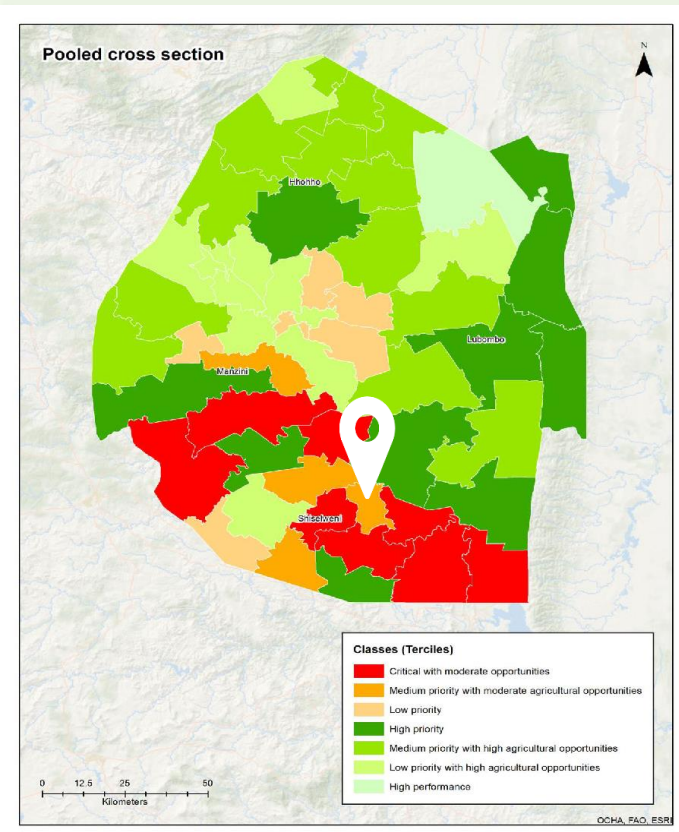 Pooled cross section
N
Hhohho
Lubombo
Manzini
Shiselweni
Classes (Terciles)
Critical with moderate opportunities
Medium priority with moderate agricultural opportunities
Low priority
High priority
Medium priority with high agricultural opportunities
Low priority with high agricultural opportunities
High performance
0 12.5 25 50
Kilometers
OCHA, FAO, ESRI